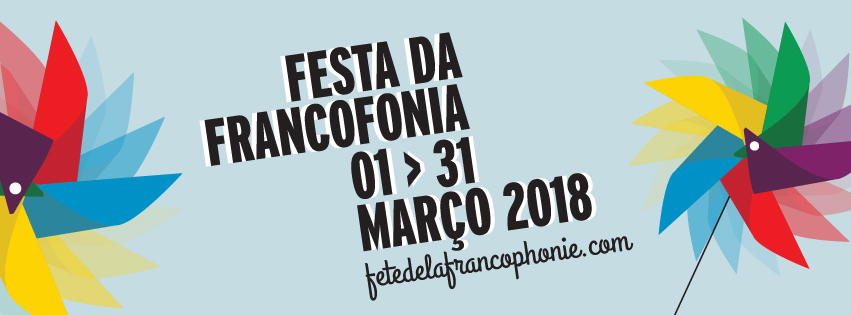 FESTA DA
FRANCOFONIA
01 > 31
MARÇO 2018
fetedelafrancophonie.com